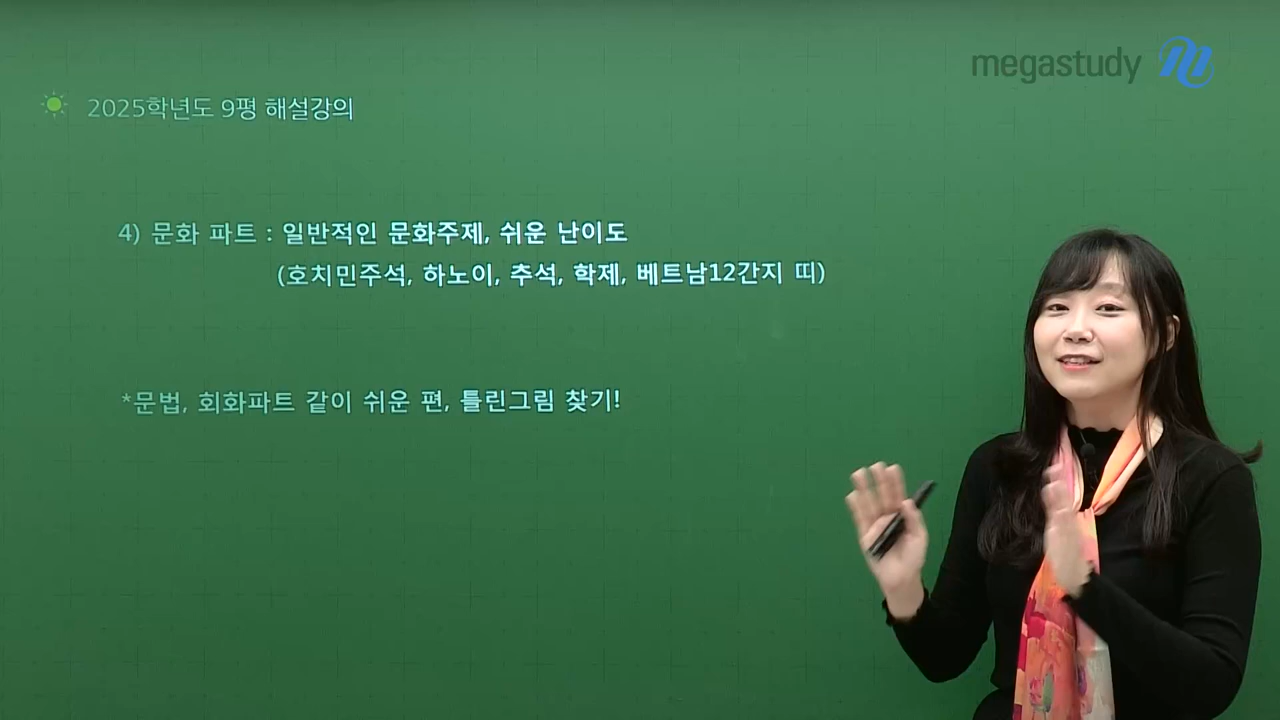 megastudy
2025학년도 9평 해설강의
4) 문화 파트 : 일반적인 문화주제, 쉬운 난이도
(호치민주석, 하노이, 추석, 학제, 베트남12간지 띠)
*문법, 회화파트 같이 쉬운 편, 틀린그림 찾기!